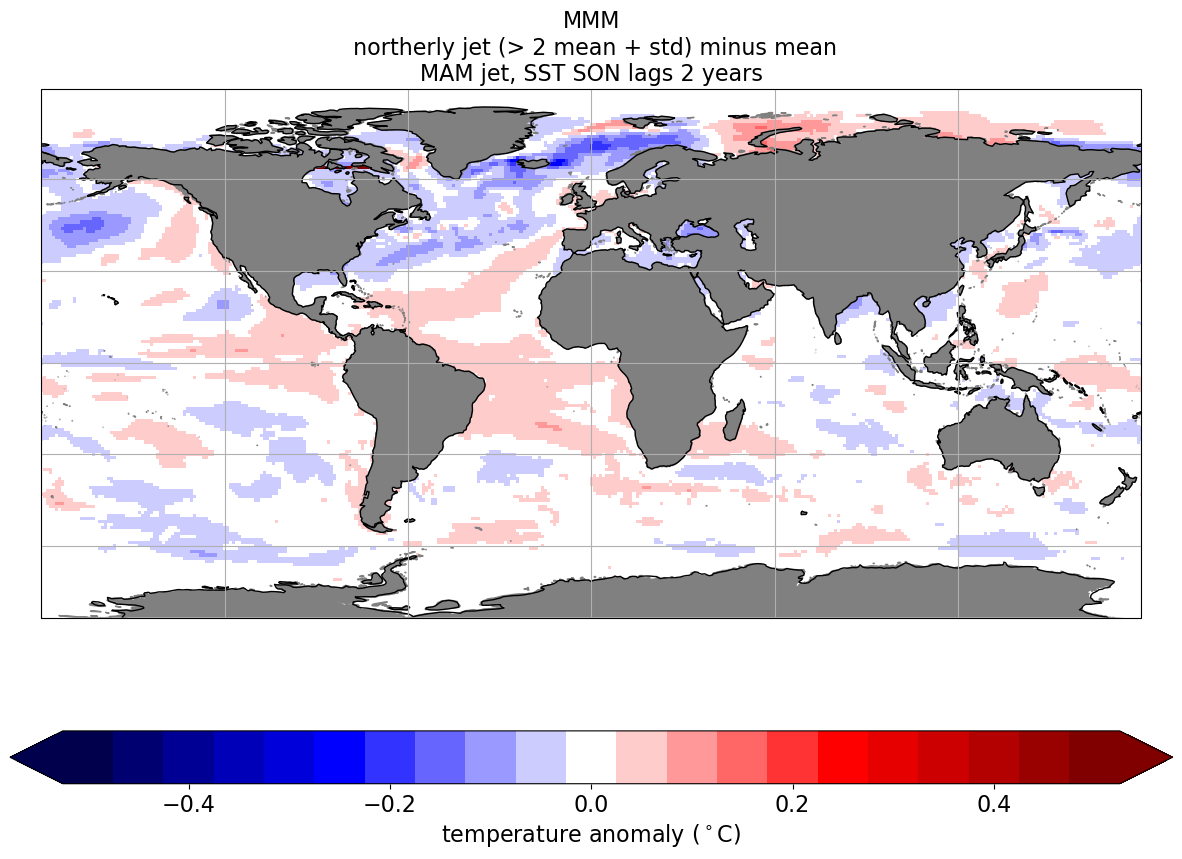 MMM
northerly jet (> 2 mean + std) minus mean
MAM jet, SST SON lags 2 years
−0.4 −0.2 0.0 0.2 0.4
temperature anomaly (°C)